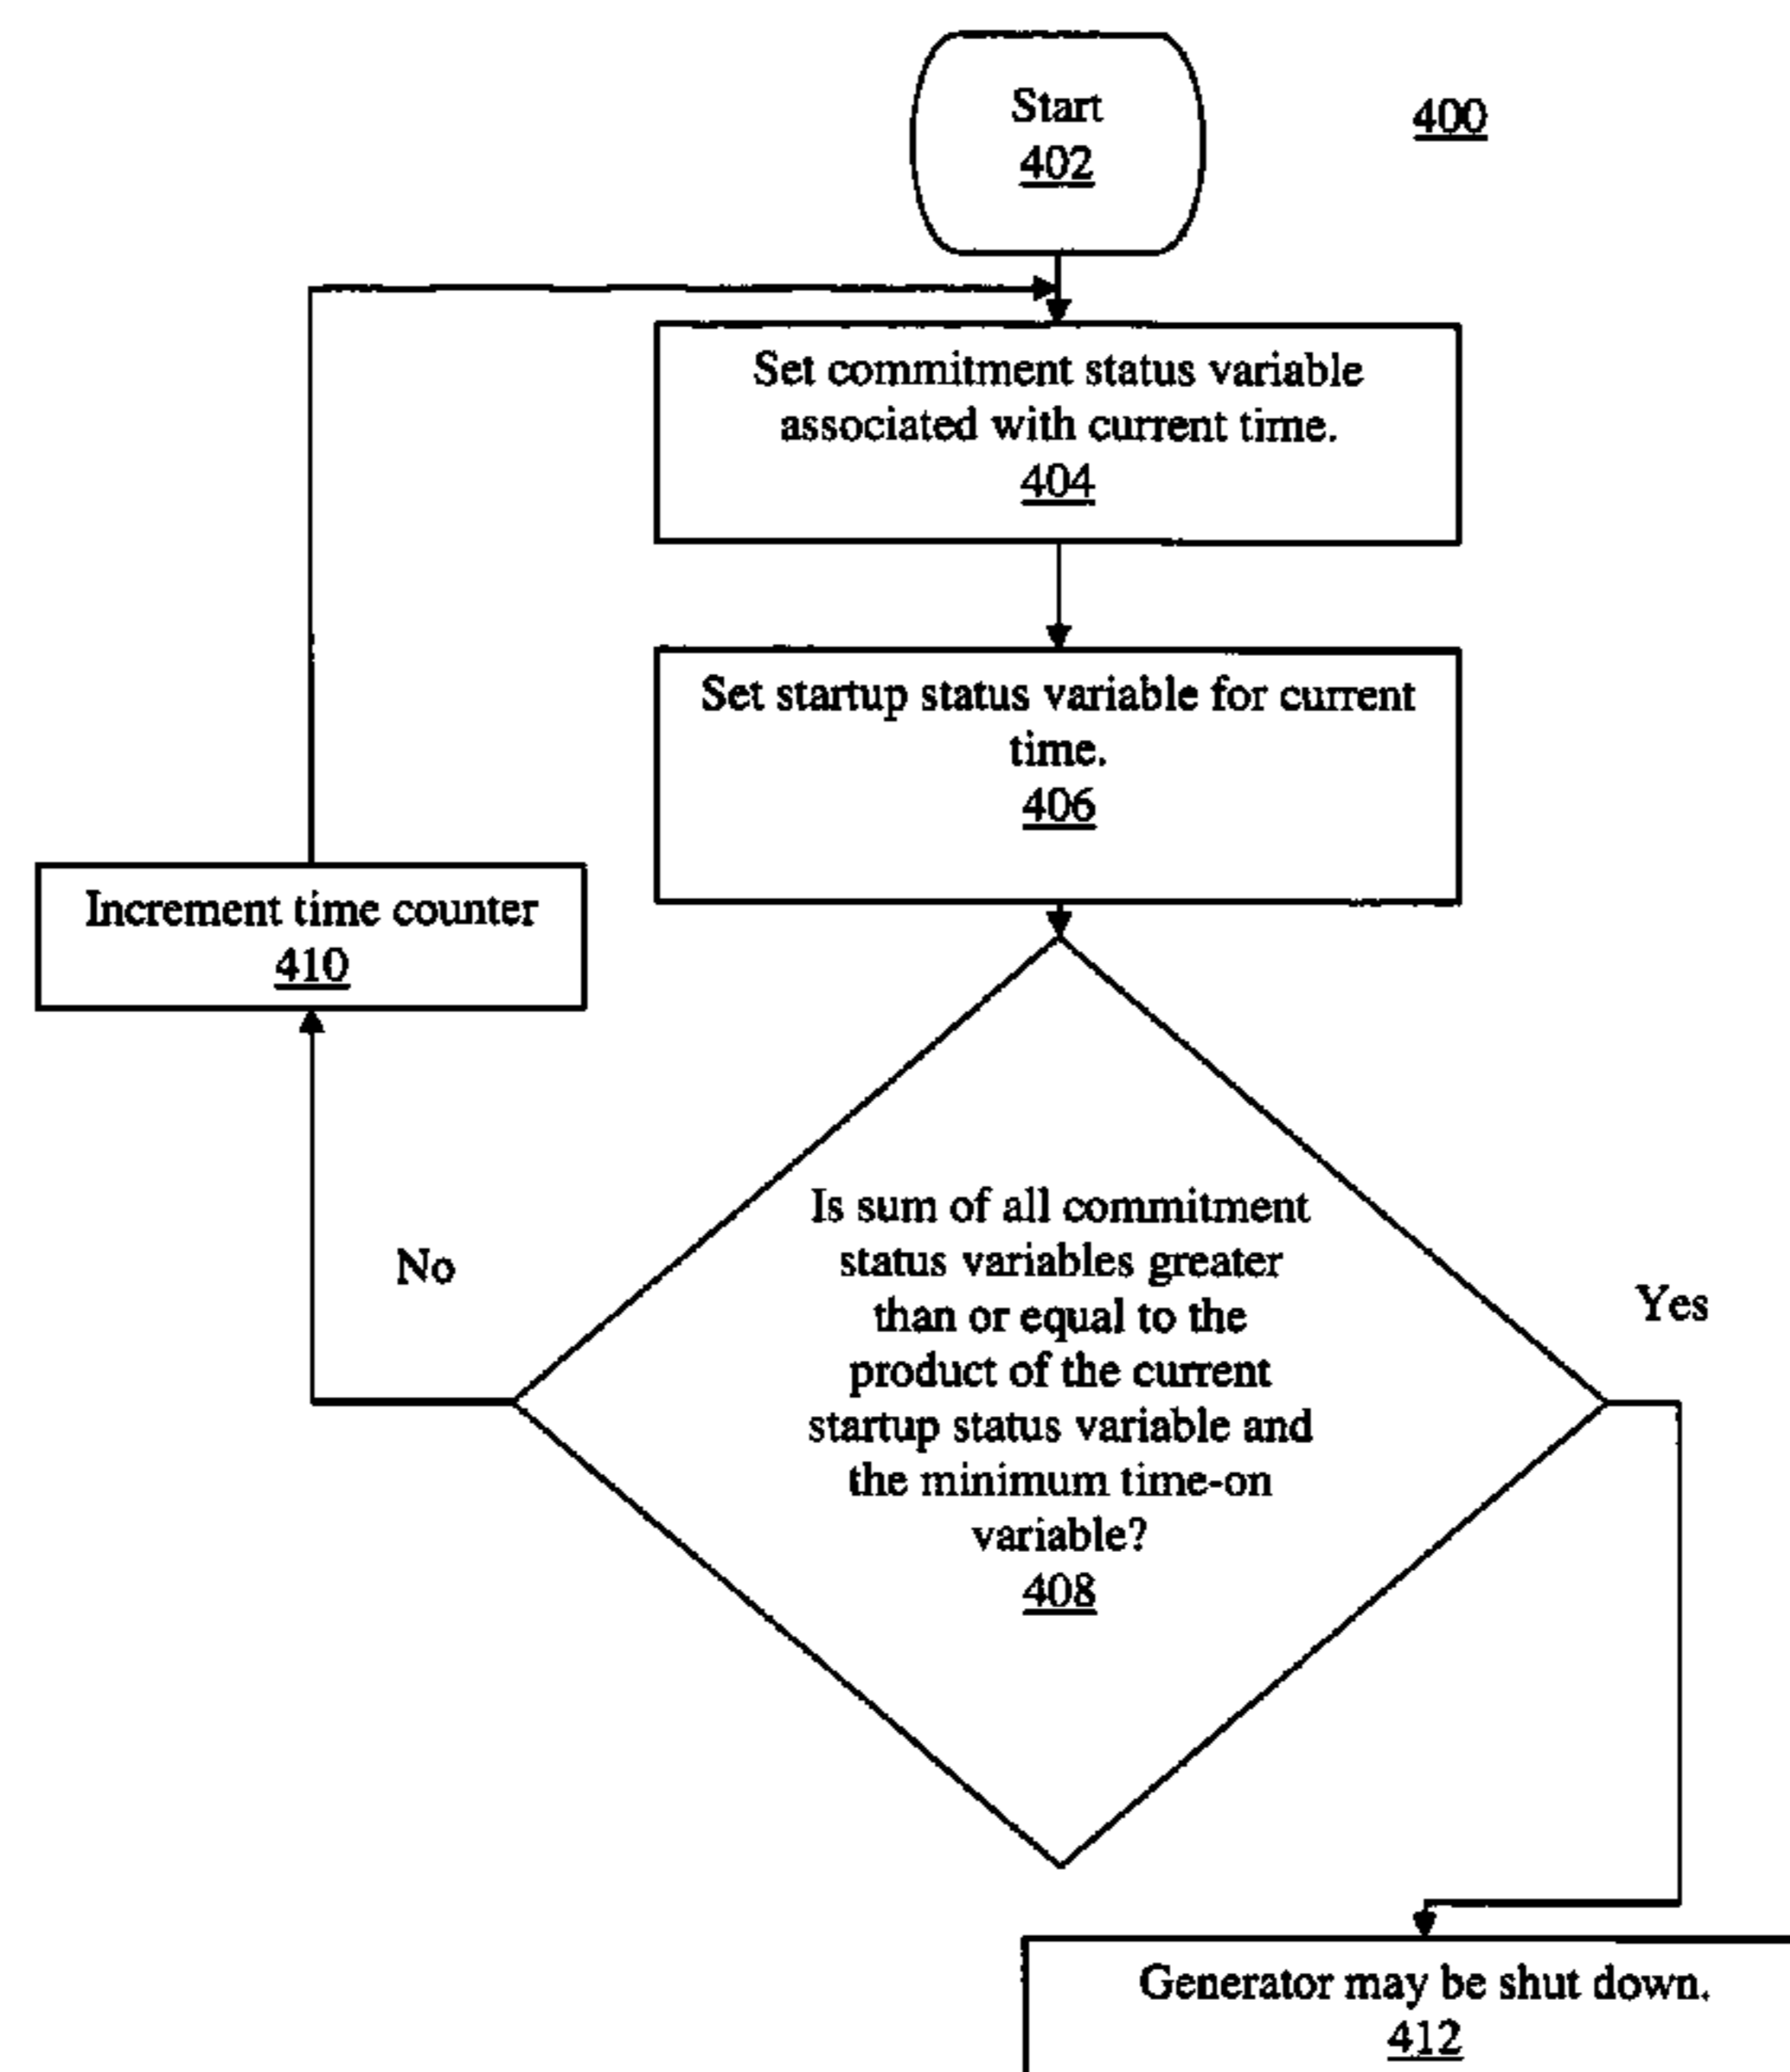 Start
402
400
Set commitment status variable
associated with current time.
404
Set startup status variable for current
time.
406
Increment time counter
410
Is sum of all commitment
status variables greater
than or equal to the
product of the current
startup status variable and
the minimum time-on
variable?
408
No
Yes
Generator may be shut down.
412